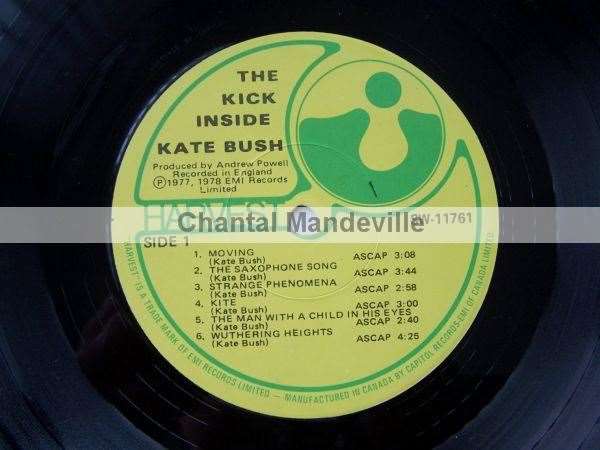 THE
KICK
INSIDE
KATE BUSH
Produced by Andrew Powell
Recorded in England
Ⓟ1977, 1978 EMI Records
Limited
HARVEST
Chantal Mandeville
SW-11761
SIDE 1
1. MOVING
(Kate Bush) ASCAP 3:08
2. THE SAXOPHONE SONG
(Kate Bush) ASCAP 3:44
3. STRANGE PHENOMENA
(Kate Bush) ASCAP 2:58
4. KITE
(Kate Bush) ASCAP 3:00
5. THE MAN WITH A CHILD IN HIS EYES
(Kate Bush) ASCAP 2:40
6. WUTHERING HEIGHTS
(Kate Bush) ASCAP 4:25
"HARVEST" IS A TRADE MARK OF EMI RECORDS LIMITED – MANUFACTURED IN CANADA BY CAPITOL RECORDS-EMI OF CANADA LIMITED